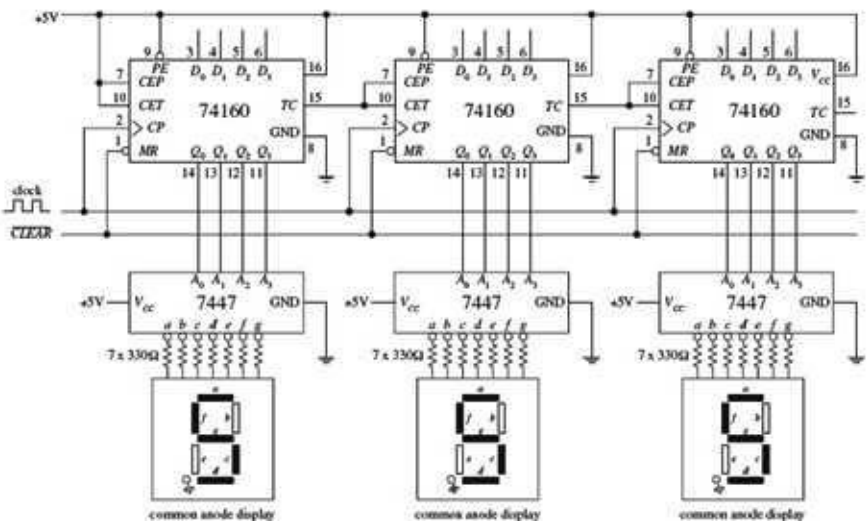 +5V
9 3 4 5 6 9 3 4 5 6 9 3 4 5 6
PE D0 D1 D2 D3 16 PE D0 D1 D2 D3 16 PE D0 D1 D2 D3 VCC 16
7 CEP 7 CEP 7 CEP
10 CET 74160 TC 15 10 CET 74160 TC 15 10 CET 74160 TC 15
2 CP GND 2 CP GND 2 CP GND
1 MR Q0 Q1 Q2 Q3 8 1 MR Q0 Q1 Q2 Q3 8 1 MR Q0 Q1 Q2 Q3 8
14 13 12 11 14 13 12 11 14 13 12 11
clock
CLEAR
A0 A1 A2 A3 A0 A1 A2 A3 A0 A1 A2 A3
+5V VCC 7447 GND +5V VCC 7447 GND +5V VCC 7447 GND
a b c d e f g a b c d e f g a b c d e f g
7 x 330Ω 7 x 330Ω 7 x 330Ω
a a a
f b f b f b
e c e c e c
d d d
dp dp dp
common anode display common anode display common anode display